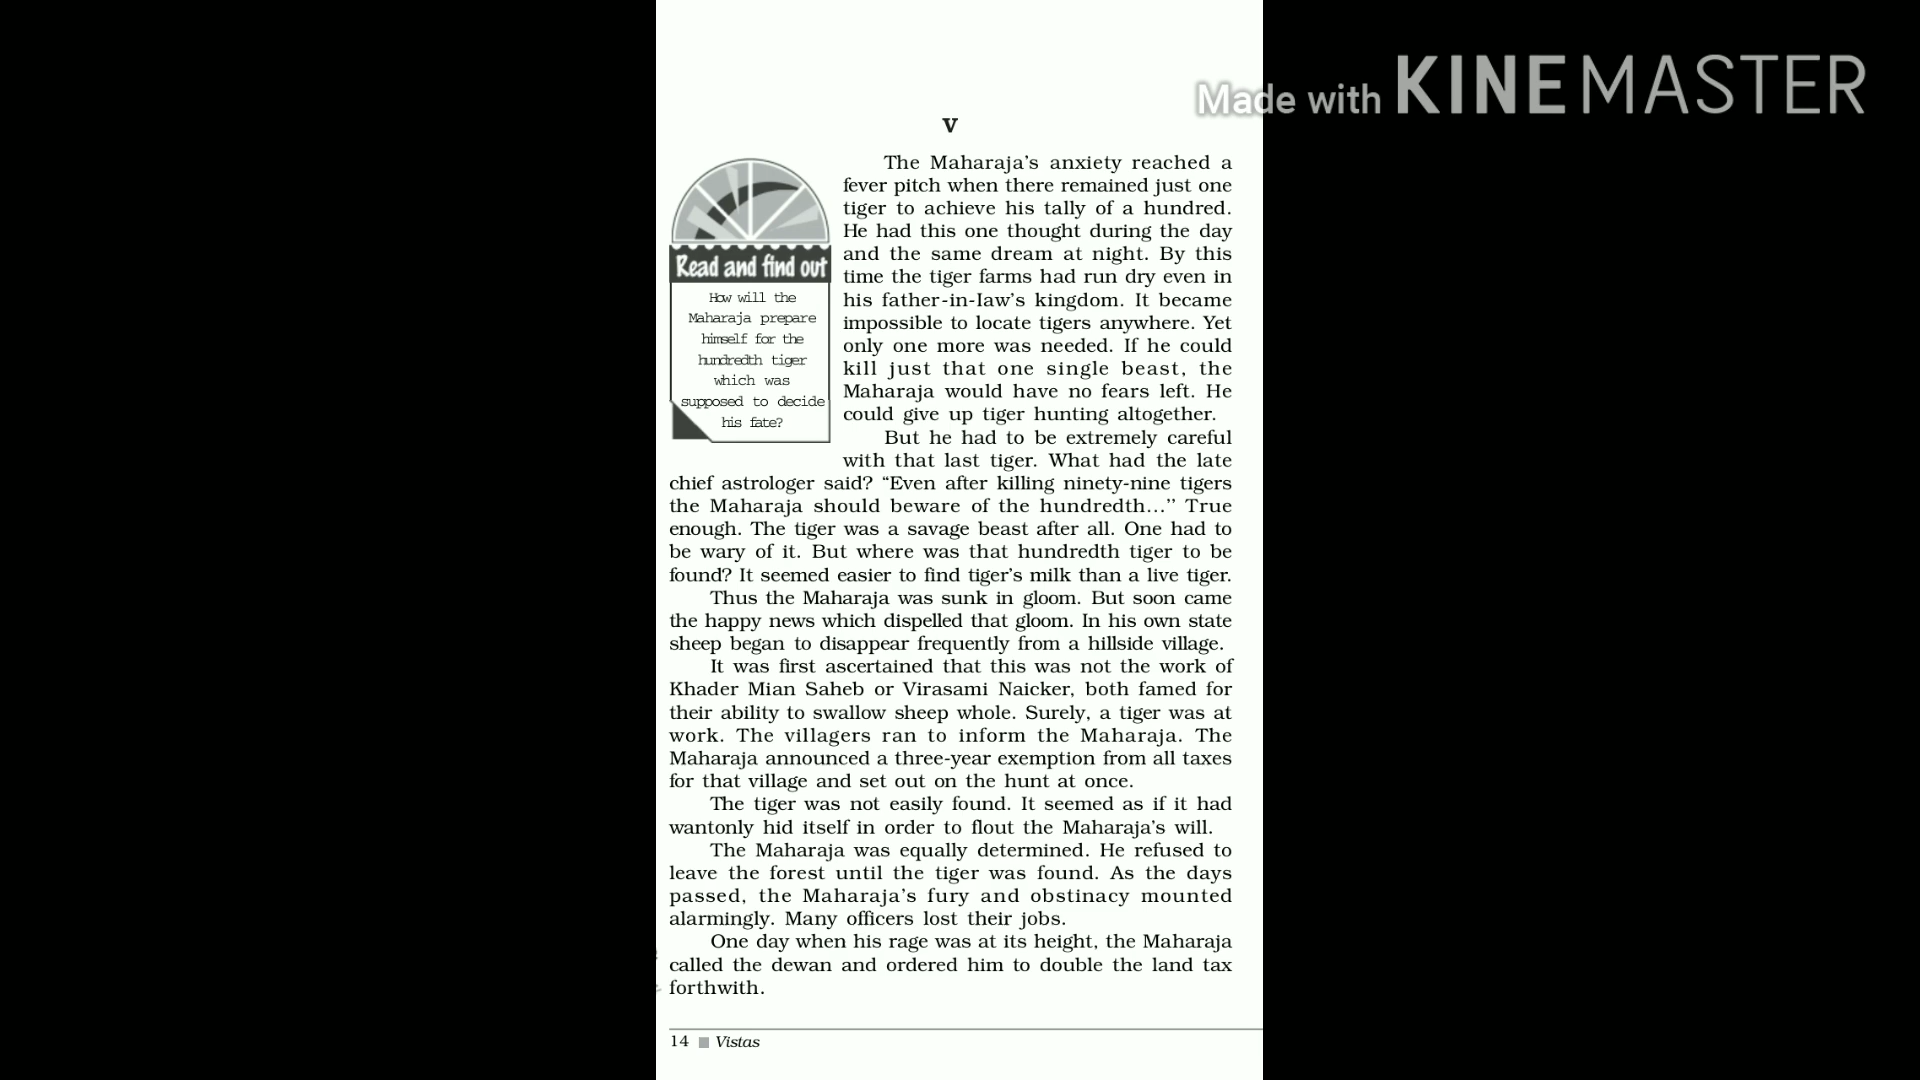 Made with KINEMASTER
V
The Maharaja's anxiety reached a
fever pitch when there remained just one
tiger to achieve his tally of a hundred.
He had this one thought during the day
and the same dream at night. By this
time the tiger farms had run dry even in
his father-in-Iaw's kingdom. It became
impossible to locate tigers anywhere. Yet
only one more was needed. If he could
kill just that one single beast, the
Maharaja would have no fears left. He
could give up tiger hunting altogether.
Read and find out
How will the
Maharaja prepare
himself for the
hundredth tiger
which was
supposed to decide
his fate?
But he had to be extremely careful
with that last tiger. What had the late
chief astrologer said? “Even after killing ninety-nine tigers
the Maharaja should beware of the hundredth...’’ True
enough. The tiger was a savage beast after all. One had to
be wary of it. But where was that hundredth tiger to be
found? It seemed easier to find tiger's milk than a live tiger.
Thus the Maharaja was sunk in gloom. But soon came
the happy news which dispelled that gloom. In his own state
sheep began to disappear frequently from a hillside village.
It was first ascertained that this was not the work of
Khader Mian Saheb or Virasami Naicker, both famed for
their ability to swallow sheep whole. Surely, a tiger was at
work. The villagers ran to inform the Maharaja. The
Maharaja announced a three-year exemption from all taxes
for that village and set out on the hunt at once.
The tiger was not easily found. It seemed as if it had
wantonly hid itself in order to flout the Maharaja's will.
The Maharaja was equally determined. He refused to
leave the forest until the tiger was found. As the days
passed, the Maharaja's fury and obstinacy mounted
alarmingly. Many officers lost their jobs.
One day when his rage was at its height, the Maharaja
called the dewan and ordered him to double the land tax
forthwith.
14 Vistas